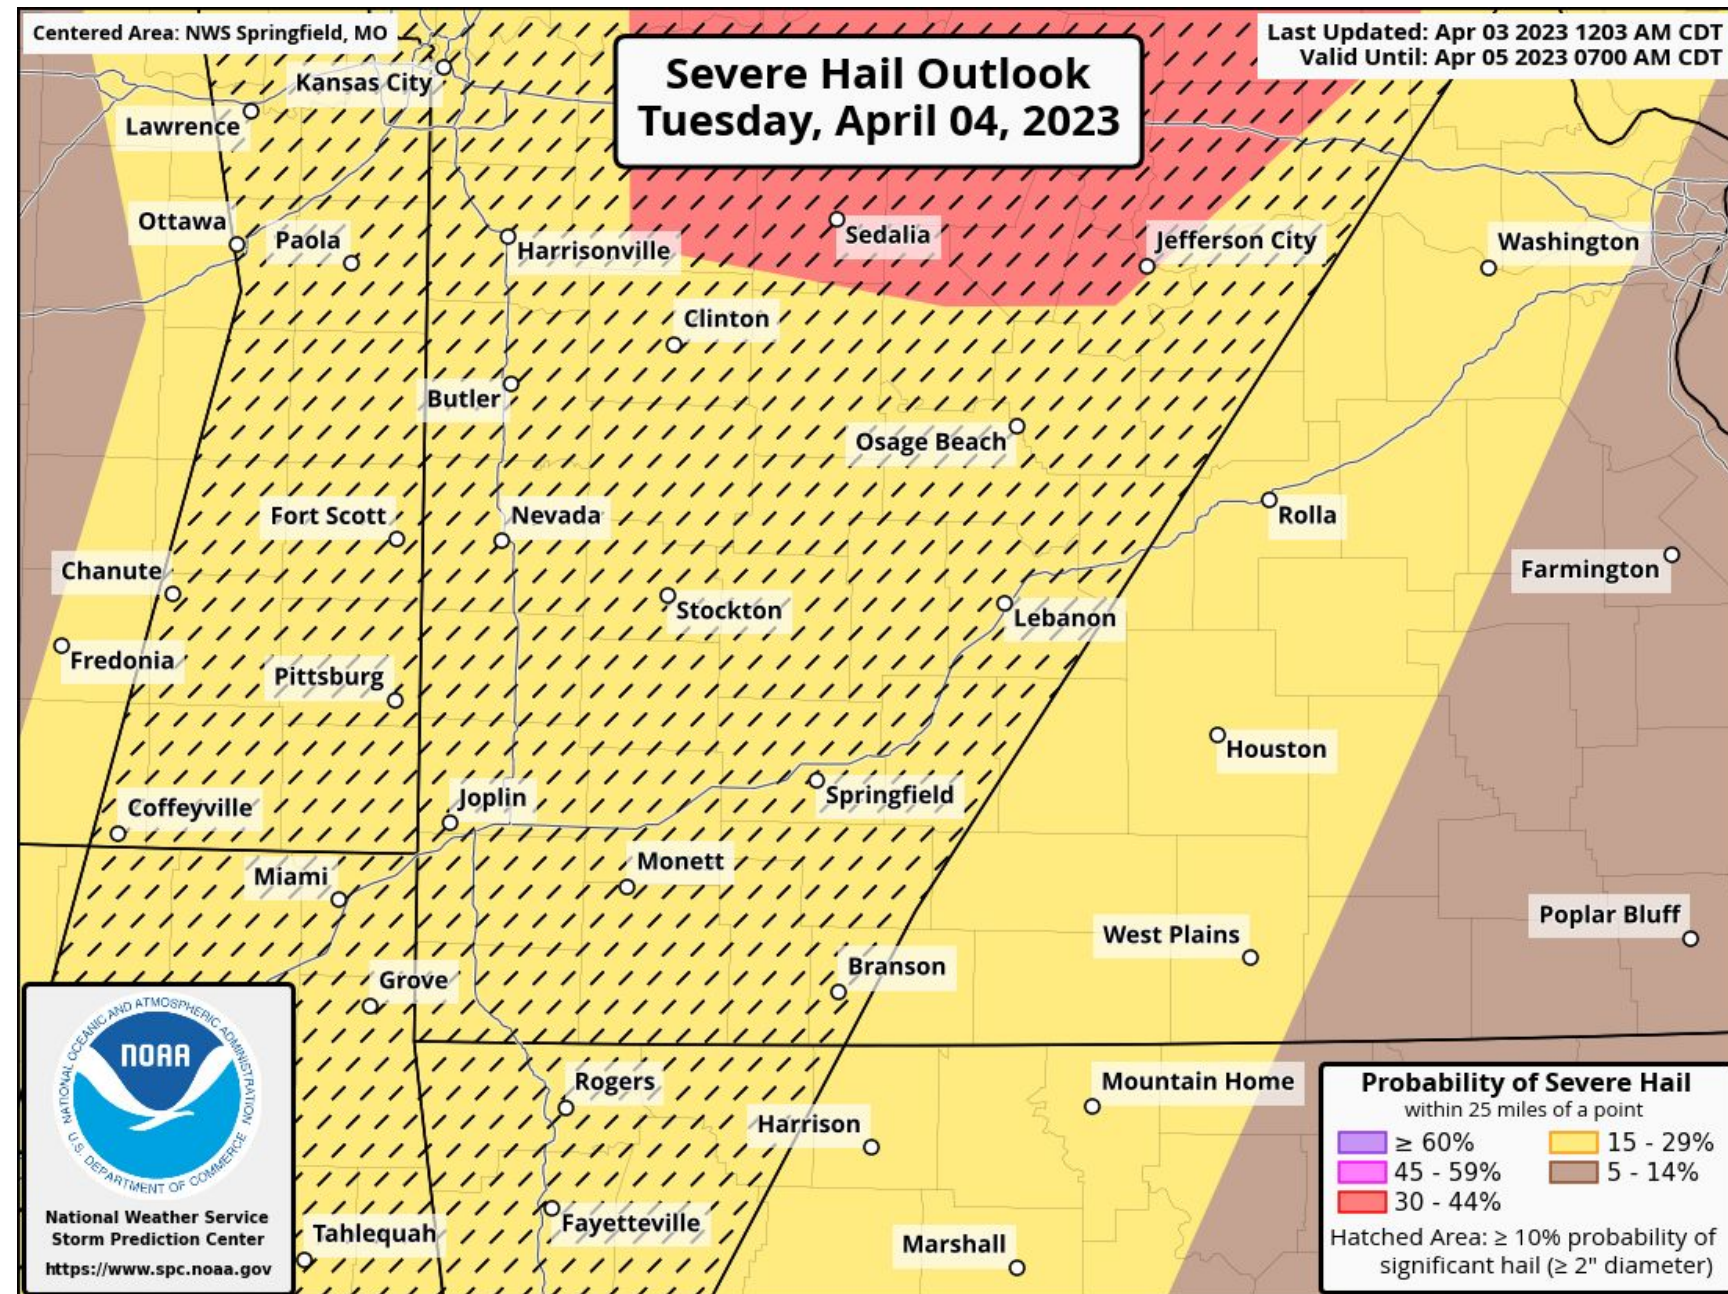 Centered Area: NWS Springfield, MO
Last Updated: Apr 03 2023 1203 AM CDT
Valid Until: Apr 05 2023 0700 AM CDT
Severe Hail Outlook
Tuesday, April 04, 2023
Kansas City
Lawrence
Ottawa
Paola
Harrisonville
Sedalia
Jefferson City
Washington
Clinton
Butler
Osage Beach
Fort Scott
Nevada
Rolla
Chanute
Farmington
Stockton
Lebanon
Fredonia
Pittsburg
Houston
Coffeyville
Joplin
Springfield
Miami
Monett
Poplar Bluff
West Plains
Branson
Grove
Rogers
Mountain Home
Harrison
Fayetteville
Tahlequah
Marshall
NATIONAL OCEANIC AND ATMOSPHERIC ADMINISTRATION
NOAA
U.S. DEPARTMENT OF COMMERCE
National Weather Service
Storm Prediction Center
https://www.spc.noaa.gov
Probability of Severe Hail
within 25 miles of a point
≥ 60%
15 - 29%
45 - 59%
5 - 14%
30 - 44%
Hatched Area: ≥ 10% probability of
significant hail (≥ 2" diameter)